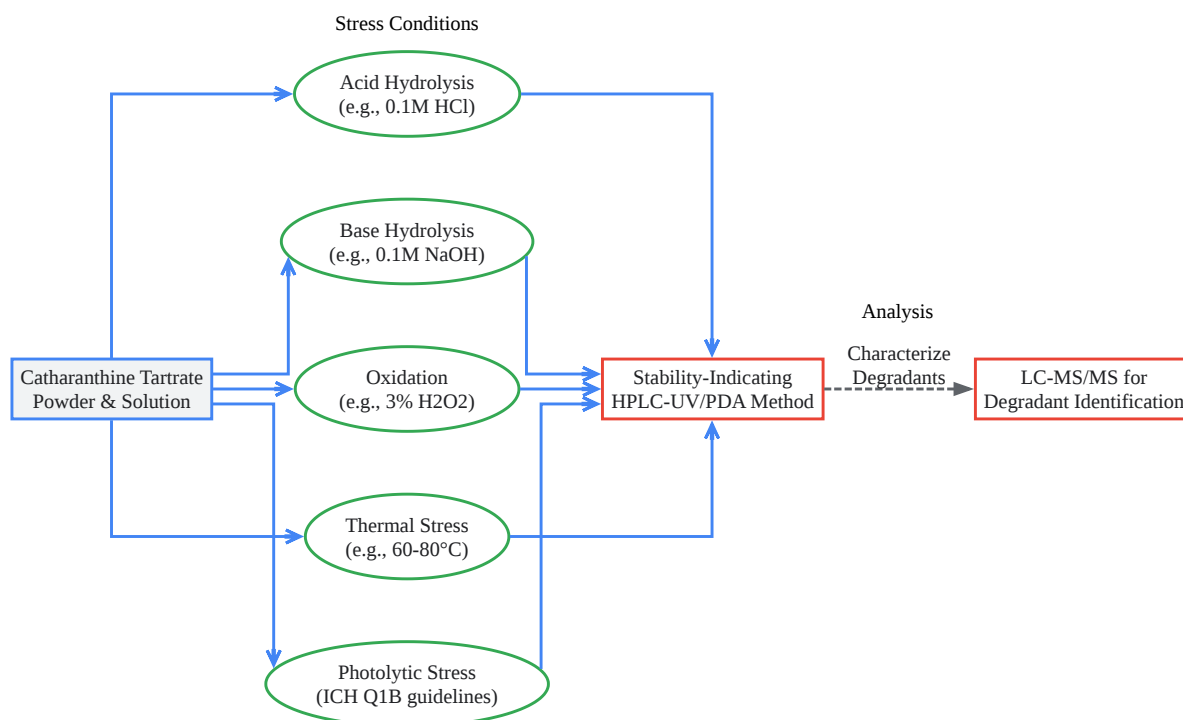 Stress Conditions
Acid Hydrolysis
(e.g., 0.1M HCl)
Base Hydrolysis
(e.g., 0.1M NaOH)
Analysis
Catharanthine Tartrate
Powder & Solution
Oxidation
(e.g., 3% H2O2)
Stability-Indicating
HPLC-UV/PDA Method
Characterize
Degradants
LC-MS/MS for
Degradant Identification
Thermal Stress
(e.g., 60-80°C)
Photolytic Stress
(ICH Q1B guidelines)